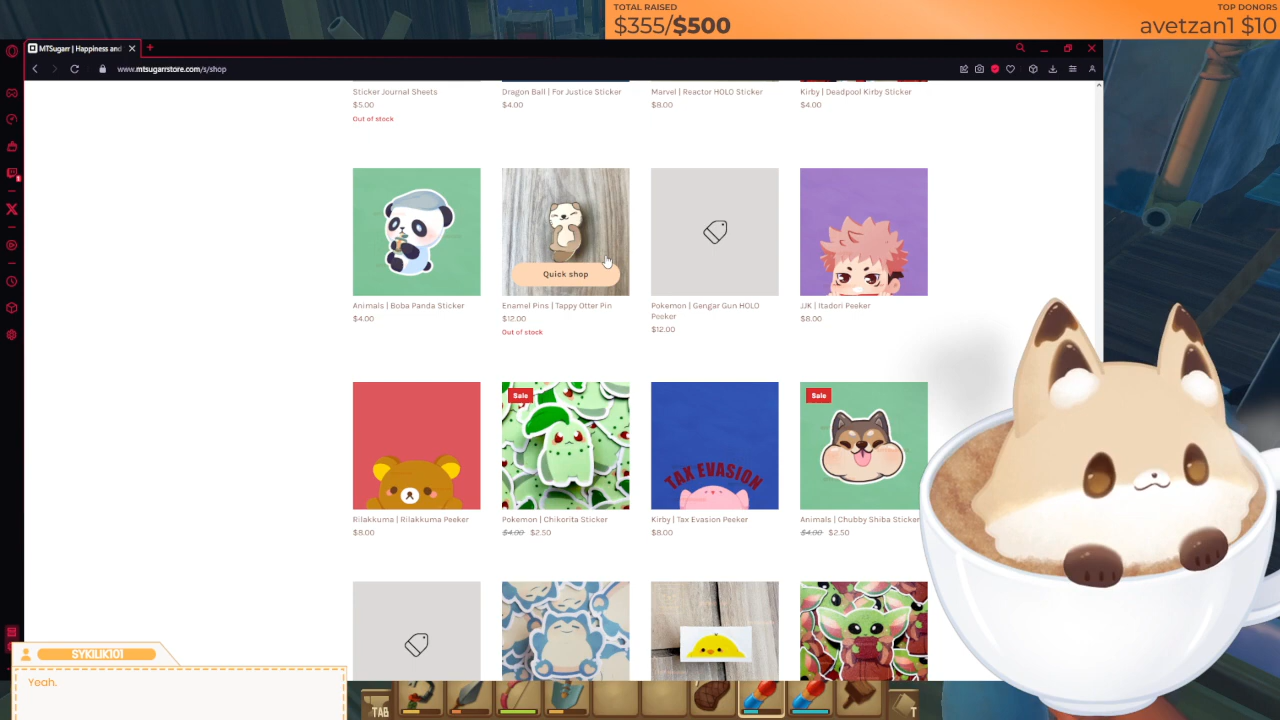 TOTAL RAISED
$355/$500
TOP DONORS
avetzan1 $10
MTSugarr | Happiness and
www.mtsugarrstore.com/s/shop
Sticker Journal Sheets
$5.00
Out of stock
Dragon Ball | For Justice Sticker
$4.00
Marvel | Reactor HOLO Sticker
$8.00
Kirby | Deadpool Kirby Sticker
$4.00
Quick shop
Animals | Boba Panda Sticker
$4.00
Enamel Pins | Tappy Otter Pin
$12.00
Out of stock
Pokemon | Gengar Gun HOLO
Peeker
$12.00
JJK | Itadori Peeker
$8.00
Sale
TAX EVASION
Sale
Rilakkuma | Rilakkuma Peeker
$8.00
Pokemon | Chikorita Sticker
$4.00 $2.50
Kirby | Tax Evasion Peeker
$8.00
Animals | Chubby Shiba Sticker
$4.00 $2.50
SYKILIK101
Yeah.
TAB
T